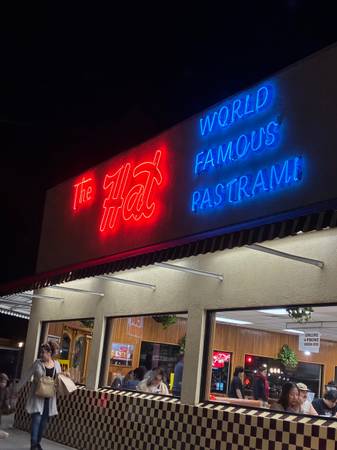 The Hat
WORLD
FAMOUS
PASTRAMI